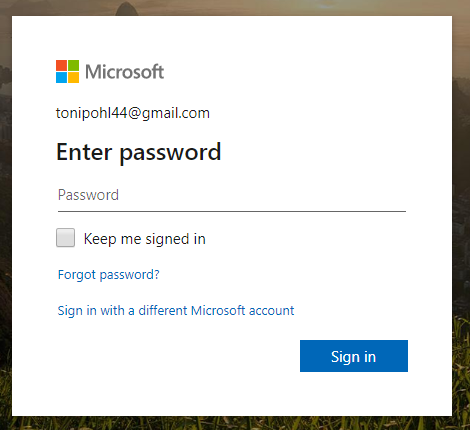 Microsoft
tonipohl44@gmail.com
Enter password
Password
Keep me signed in
Forgot password?
Sign in with a different Microsoft account
Sign in